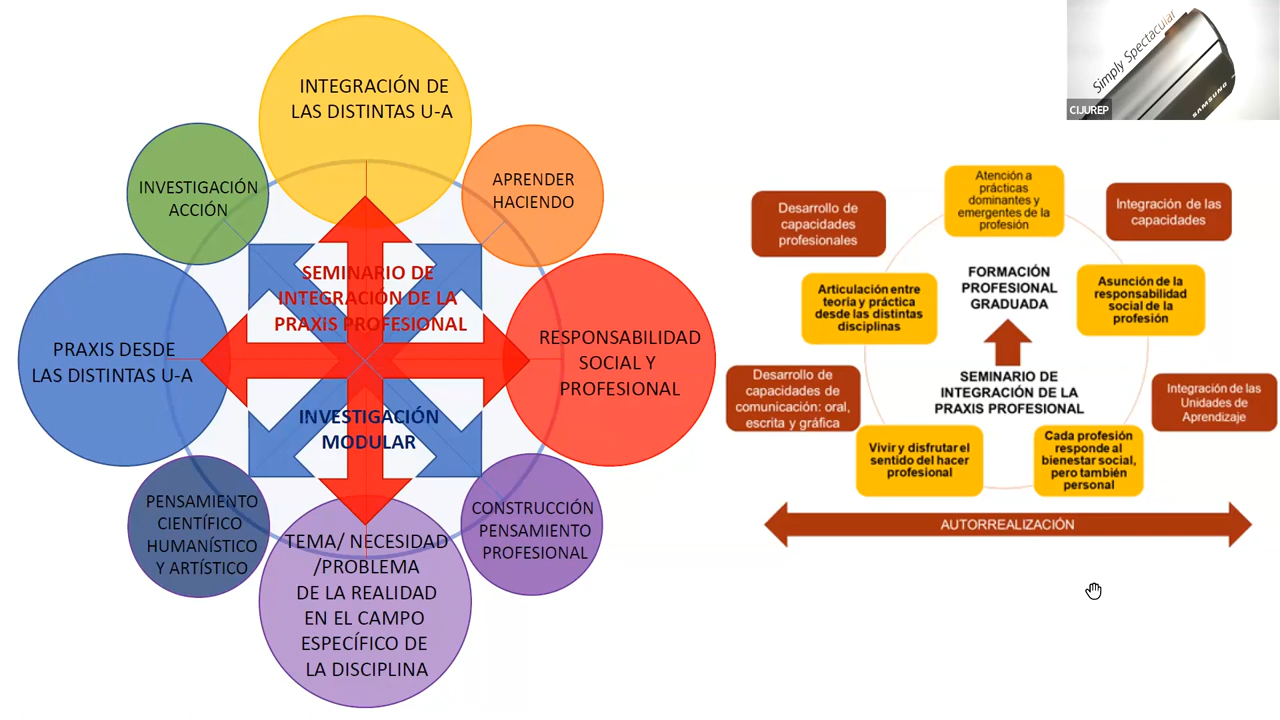 INTEGRACIÓN DE
LAS DISTINTAS U-A
INVESTIGACIÓN
ACCIÓN
APRENDER
HACIENDO
SEMINARIO DE
INTEGRACIÓN DE LA
PRAXiS PROFESIONAL
PRAXIS DESDE
LAS DISTINTAS U-A
RESPONSABILIDAD
SOCIAL Y
PROFESIONAL
INVESTIGACIÓN
MODULAR
PENSAMIENTO
CIENTÍFICO
HUMANÍSTICO
Y ARTÍSTICO
CONSTRUCCIÓN
PENSAMIENTO
PROFESIONAL
TEMA/ NECESIDAD
/PROBLEMA
DE LA REALIDAD
EN EL CAMPO
ESPECÍFICO DE
LA DISCIPLINA
Simply Spectacular
SAMSUNG
CIJUREP
Atención a
prácticas
dominantes y
emergentes de la
profesión
Desarrollo de
capacidades
profesionales
Integración de las
capacidades
FORMACIÓN
PROFESIONAL
GRADUADA
Articulación entre
teoría y práctica
desde las distintas
disciplinas
Asunción de la
responsabilidad
social de la
profesión
SEMINARIO DE
INTEGRACIÓN DE LA
PRAXIS PROFESIONAL
Desarrollo de
capacidades de
comunicación: oral,
escrita y gráfica
Integración de las
Unidades de
Aprendizaje
Vivir y disfrutar el
sentido del hacer
profesional
Cada profesión
responde al
bienestar social,
pero también
personal
AUTORREALIZACIÓN